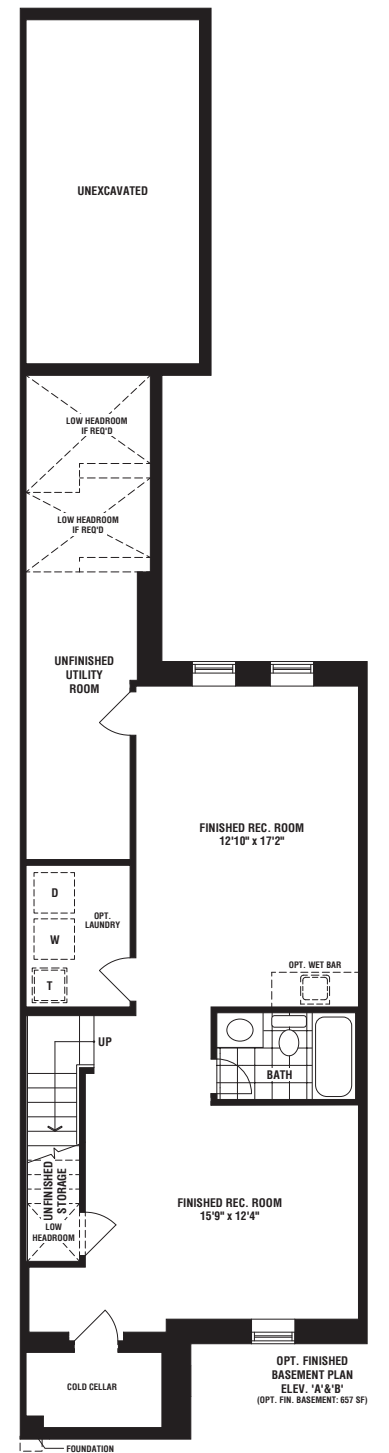 UNEXCAVATED
LOW HEADROOM
IF REQ'D
LOW HEADROOM
IF REQ'D
UNFINISHED
UTILITY
ROOM
FINISHED REC. ROOM
12'10" x 17'2"
D
OPT.
LAUNDRY
W
T
OPT. WET BAR
UP
BATH
UNFINISHED
STORAGE
LOW
HEADROOM
FINISHED REC. ROOM
15'9" x 12'4"
COLD CELLAR
OPT. FINISHED
BASEMENT PLAN
ELEV. 'A'&'B'
(OPT. FIN. BASEMENT: 657 SF)
FOUNDATION